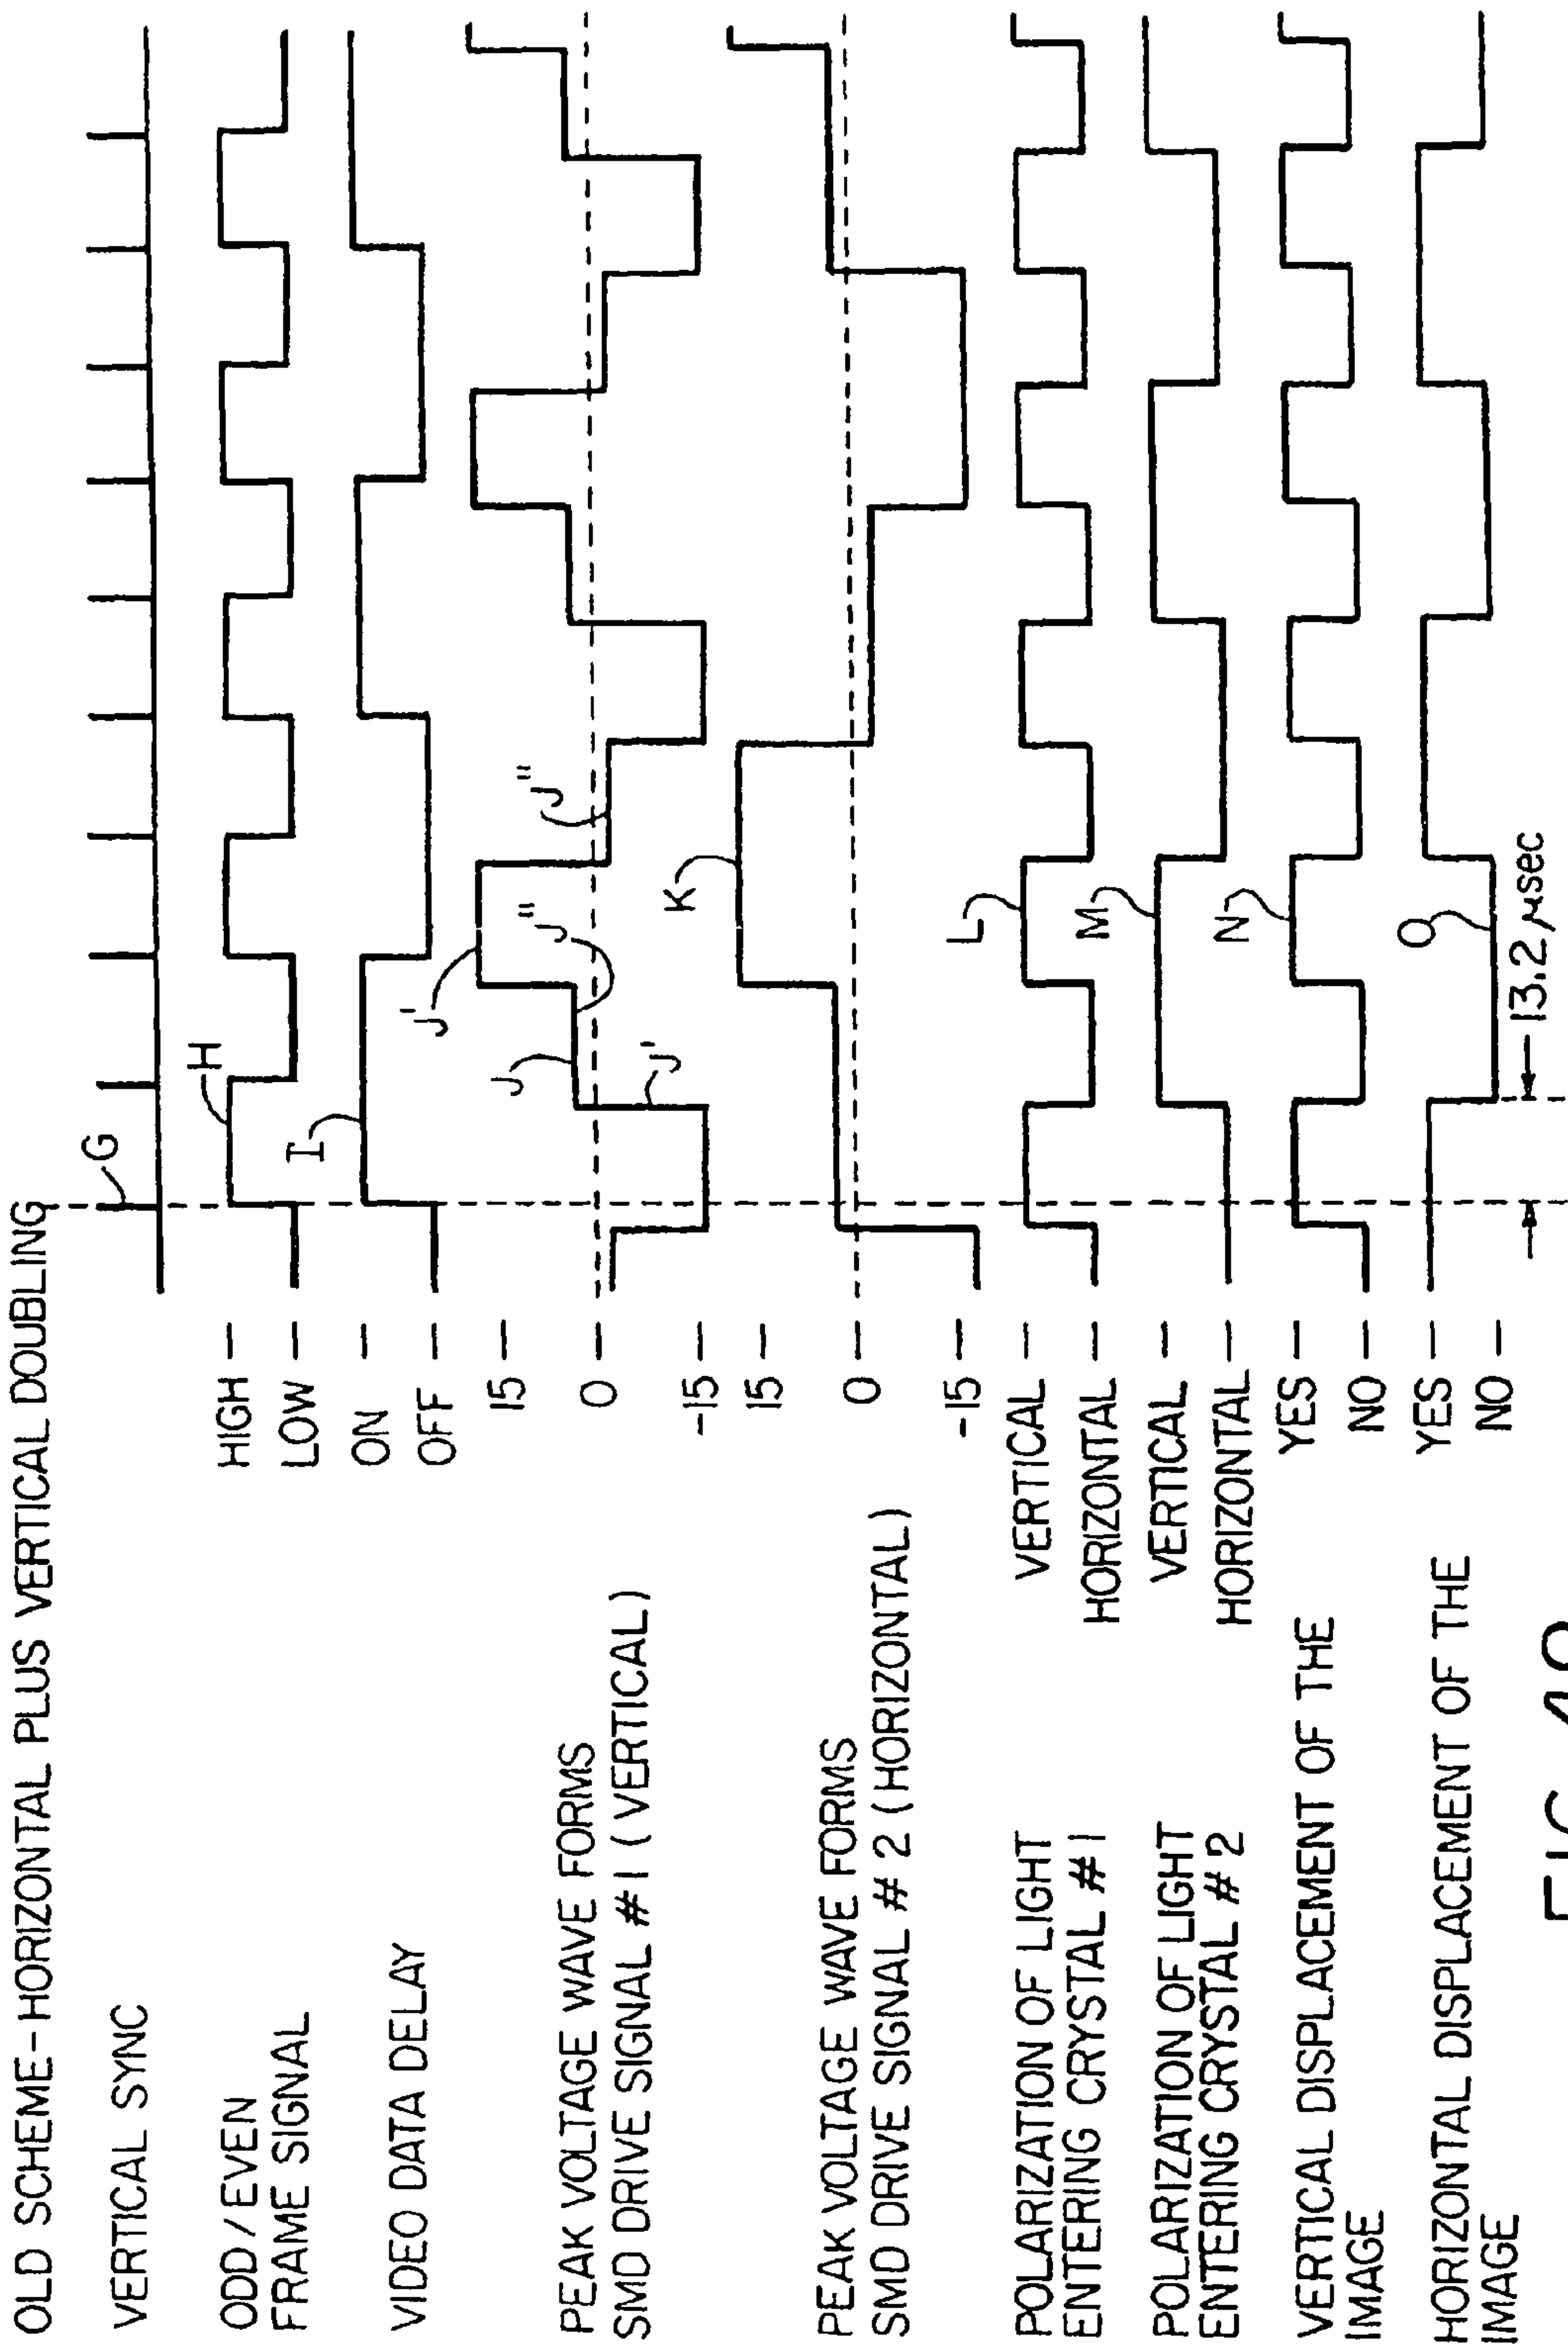 OLD SCHEME-HORIZONTAL PLUS VERTICAL DOUBLING
VERTICAL SYNC
G
ODD/EVEN
FRAME SIGNAL
HIGH
LOW
H
VIDEO DATA DELAY
ON
OFF
I
PEAK VOLTAGE WAVE FORMS
SMD DRIVE SIGNAL #1 (VERTICAL)
15
0
-15
J
J'
J'
J"
J"
PEAK VOLTAGE WAVE FORMS
SMD DRIVE SIGNAL # 2 (HORIZONTAL)
15
0
-15
K
POLARIZATION OF LIGHT
ENTERING CRYSTAL #1
VERTICAL
HORIZONTAL
L
POLARIZATION OF LIGHT
ENTERING CRYSTAL #2
VERTICAL
HORIZONTAL
M
VERTICAL DISPLACEMENT OF THE
IMAGE
YES
NO
N
HORIZONTAL DISPLACEMENT OF THE
IMAGE
YES
NO
O
13.2 μsec